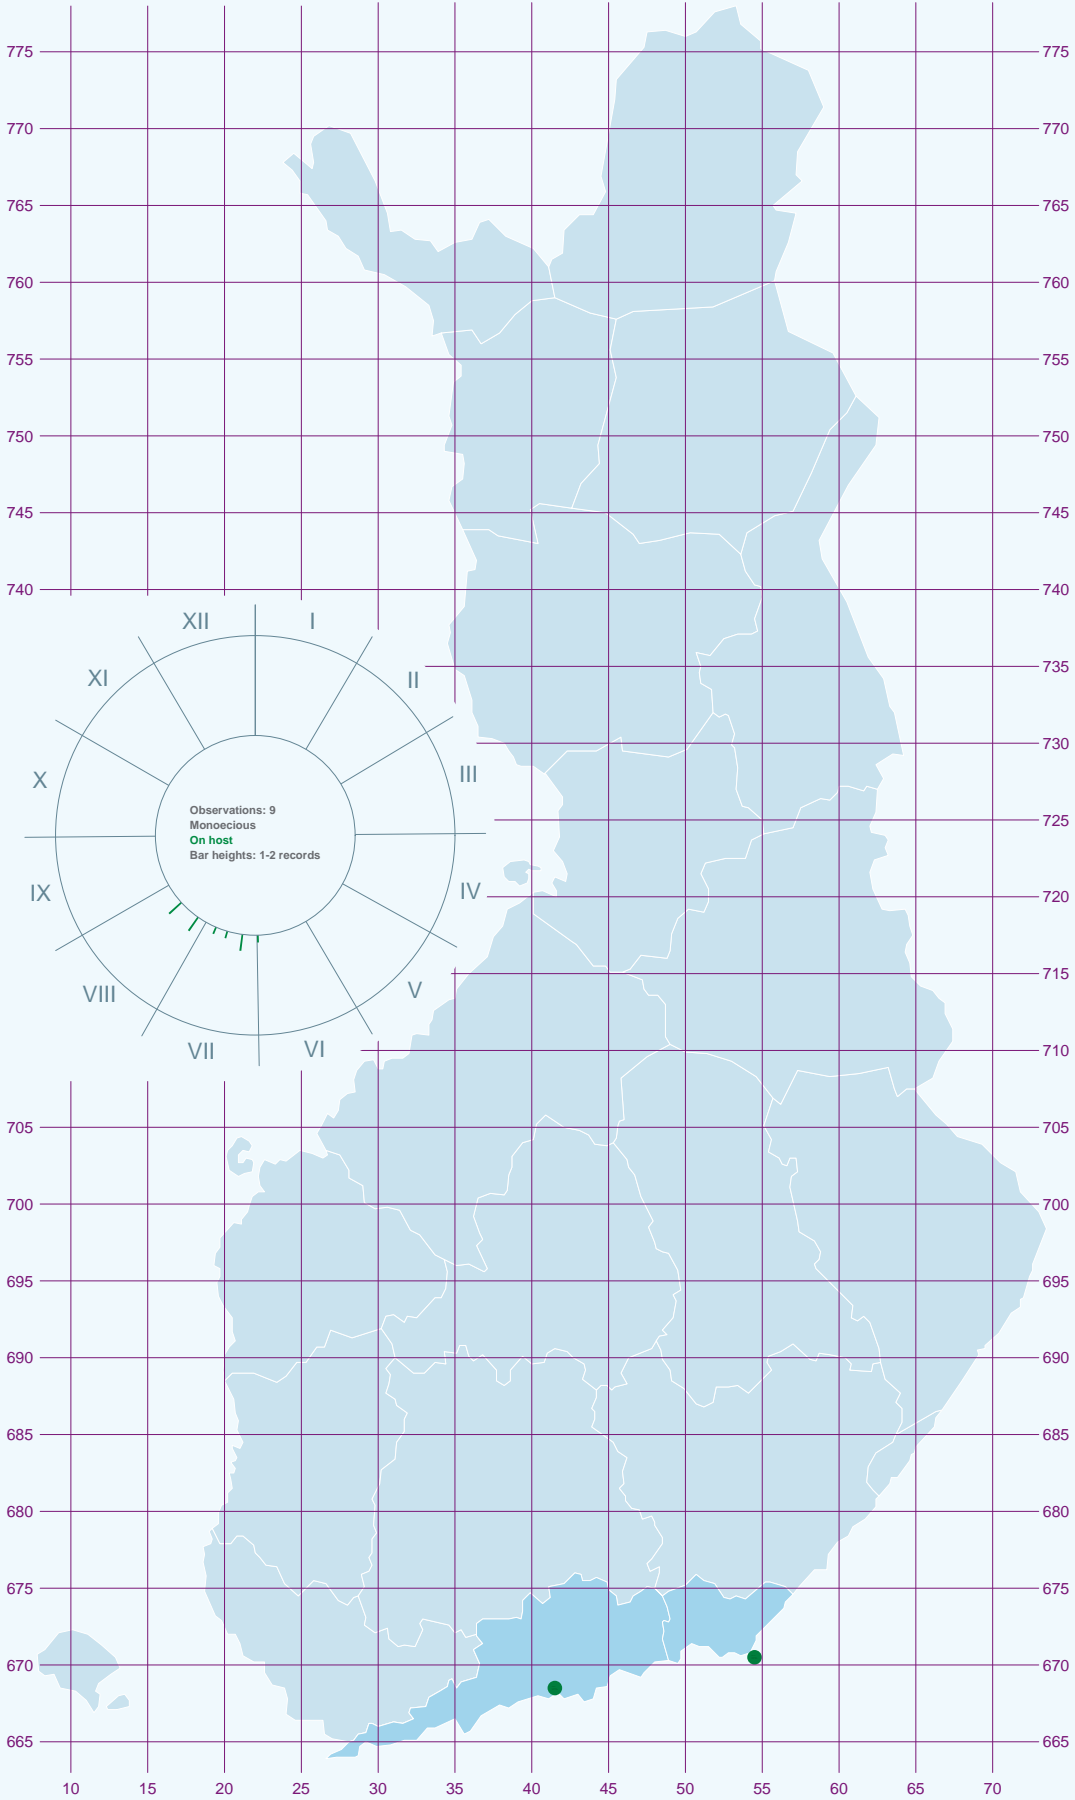 775 775
770 770
765 765
760 760
755 755
750 750
745 745
740 740
XII I
XI II
735
730
X III
Observations: 9
Monoecious
On host
Bar heights: 1-2 records
725
IX IV
720
VIII V
715
VII VI
710
705 705
700 700
695 695
690 690
685 685
680 680
675 675
670 670
665 665
10 15 20 25 30 35 40 45 50 55 60 65 70